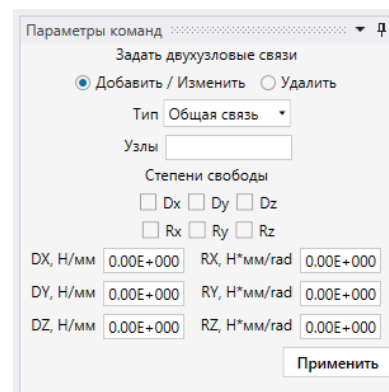 Параметры команд
Задать двухузловые связи
Добавить / Изменить Удалить
Тип Общая связь
Узлы
Степени свободы
Dx Dy Dz
Rx Ry Rz
DX, Н/мм 0.00E+000 RX, Н*мм/rad 0.00E+000
DY, Н/мм 0.00E+000 RY, Н*мм/rad 0.00E+000
DZ, Н/мм 0.00E+000 RZ, Н*мм/rad 0.00E+000
Применить